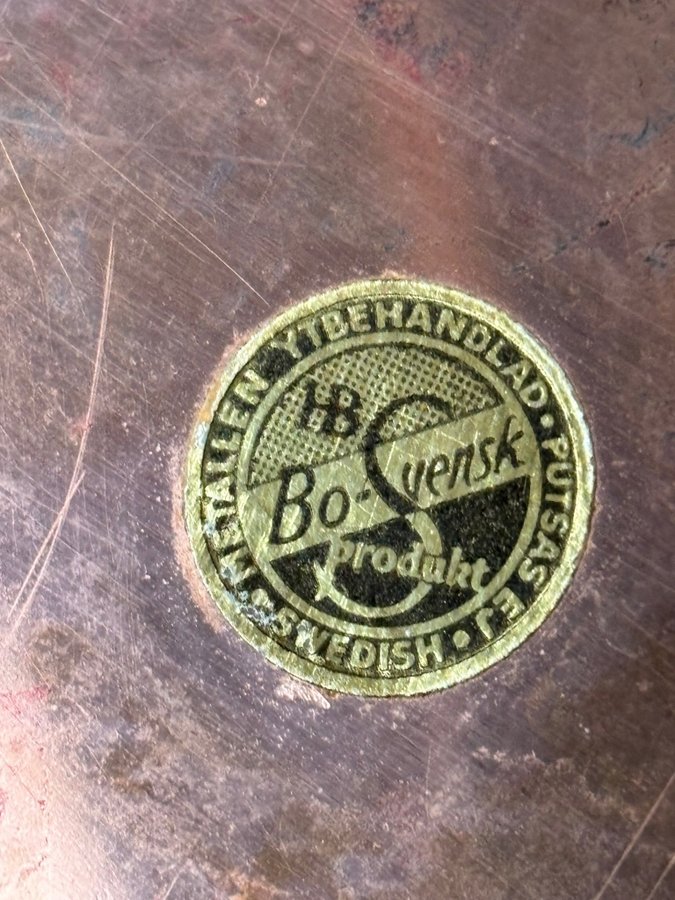 METALLEN YTBEHANDLAD • PUTSAS EJ • SWEDISH •
Bo-Svensk
produkt